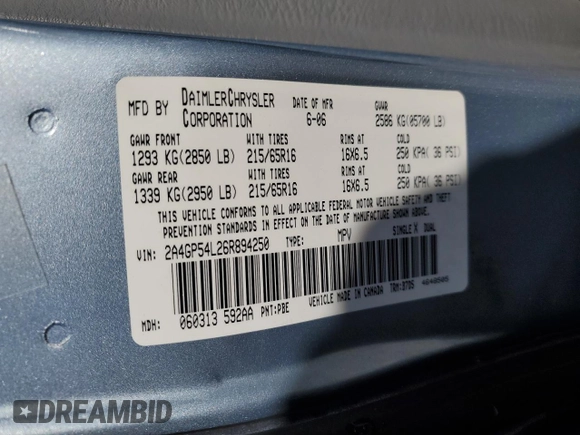 MFD BY DAIMLERCHRYSLER CORPORATION DATE OF MFR 6-06 GVWR 2586 KG(05700 LB)
GAWR FRONT WITH TIRES RIMS AT COLD
1293 KG(2850 LB) 215/65R16 16X6.5 250 KPA( 36 PSI)
GAWR REAR WITH TIRES RIMS AT COLD
1339 KG(2950 LB) 215/65R16 16X6.5 250 KPA( 36 PSI)
THIS VEHICLE CONFORMS TO ALL APPLICABLE FEDERAL MOTOR VEHICLE SAFETY AND THEFT
PREVENTION STANDARDS IN EFFECT ON THE DATE OF MANUFACTURE SHOWN ABOVE.
VIN: 2A4GP54L26R894250 TYPE: MPV SINGLE X DUAL
MDH: 060313 592AA PNT:PBE VEHICLE MADE IN CANADA TRM:
DREAMBID